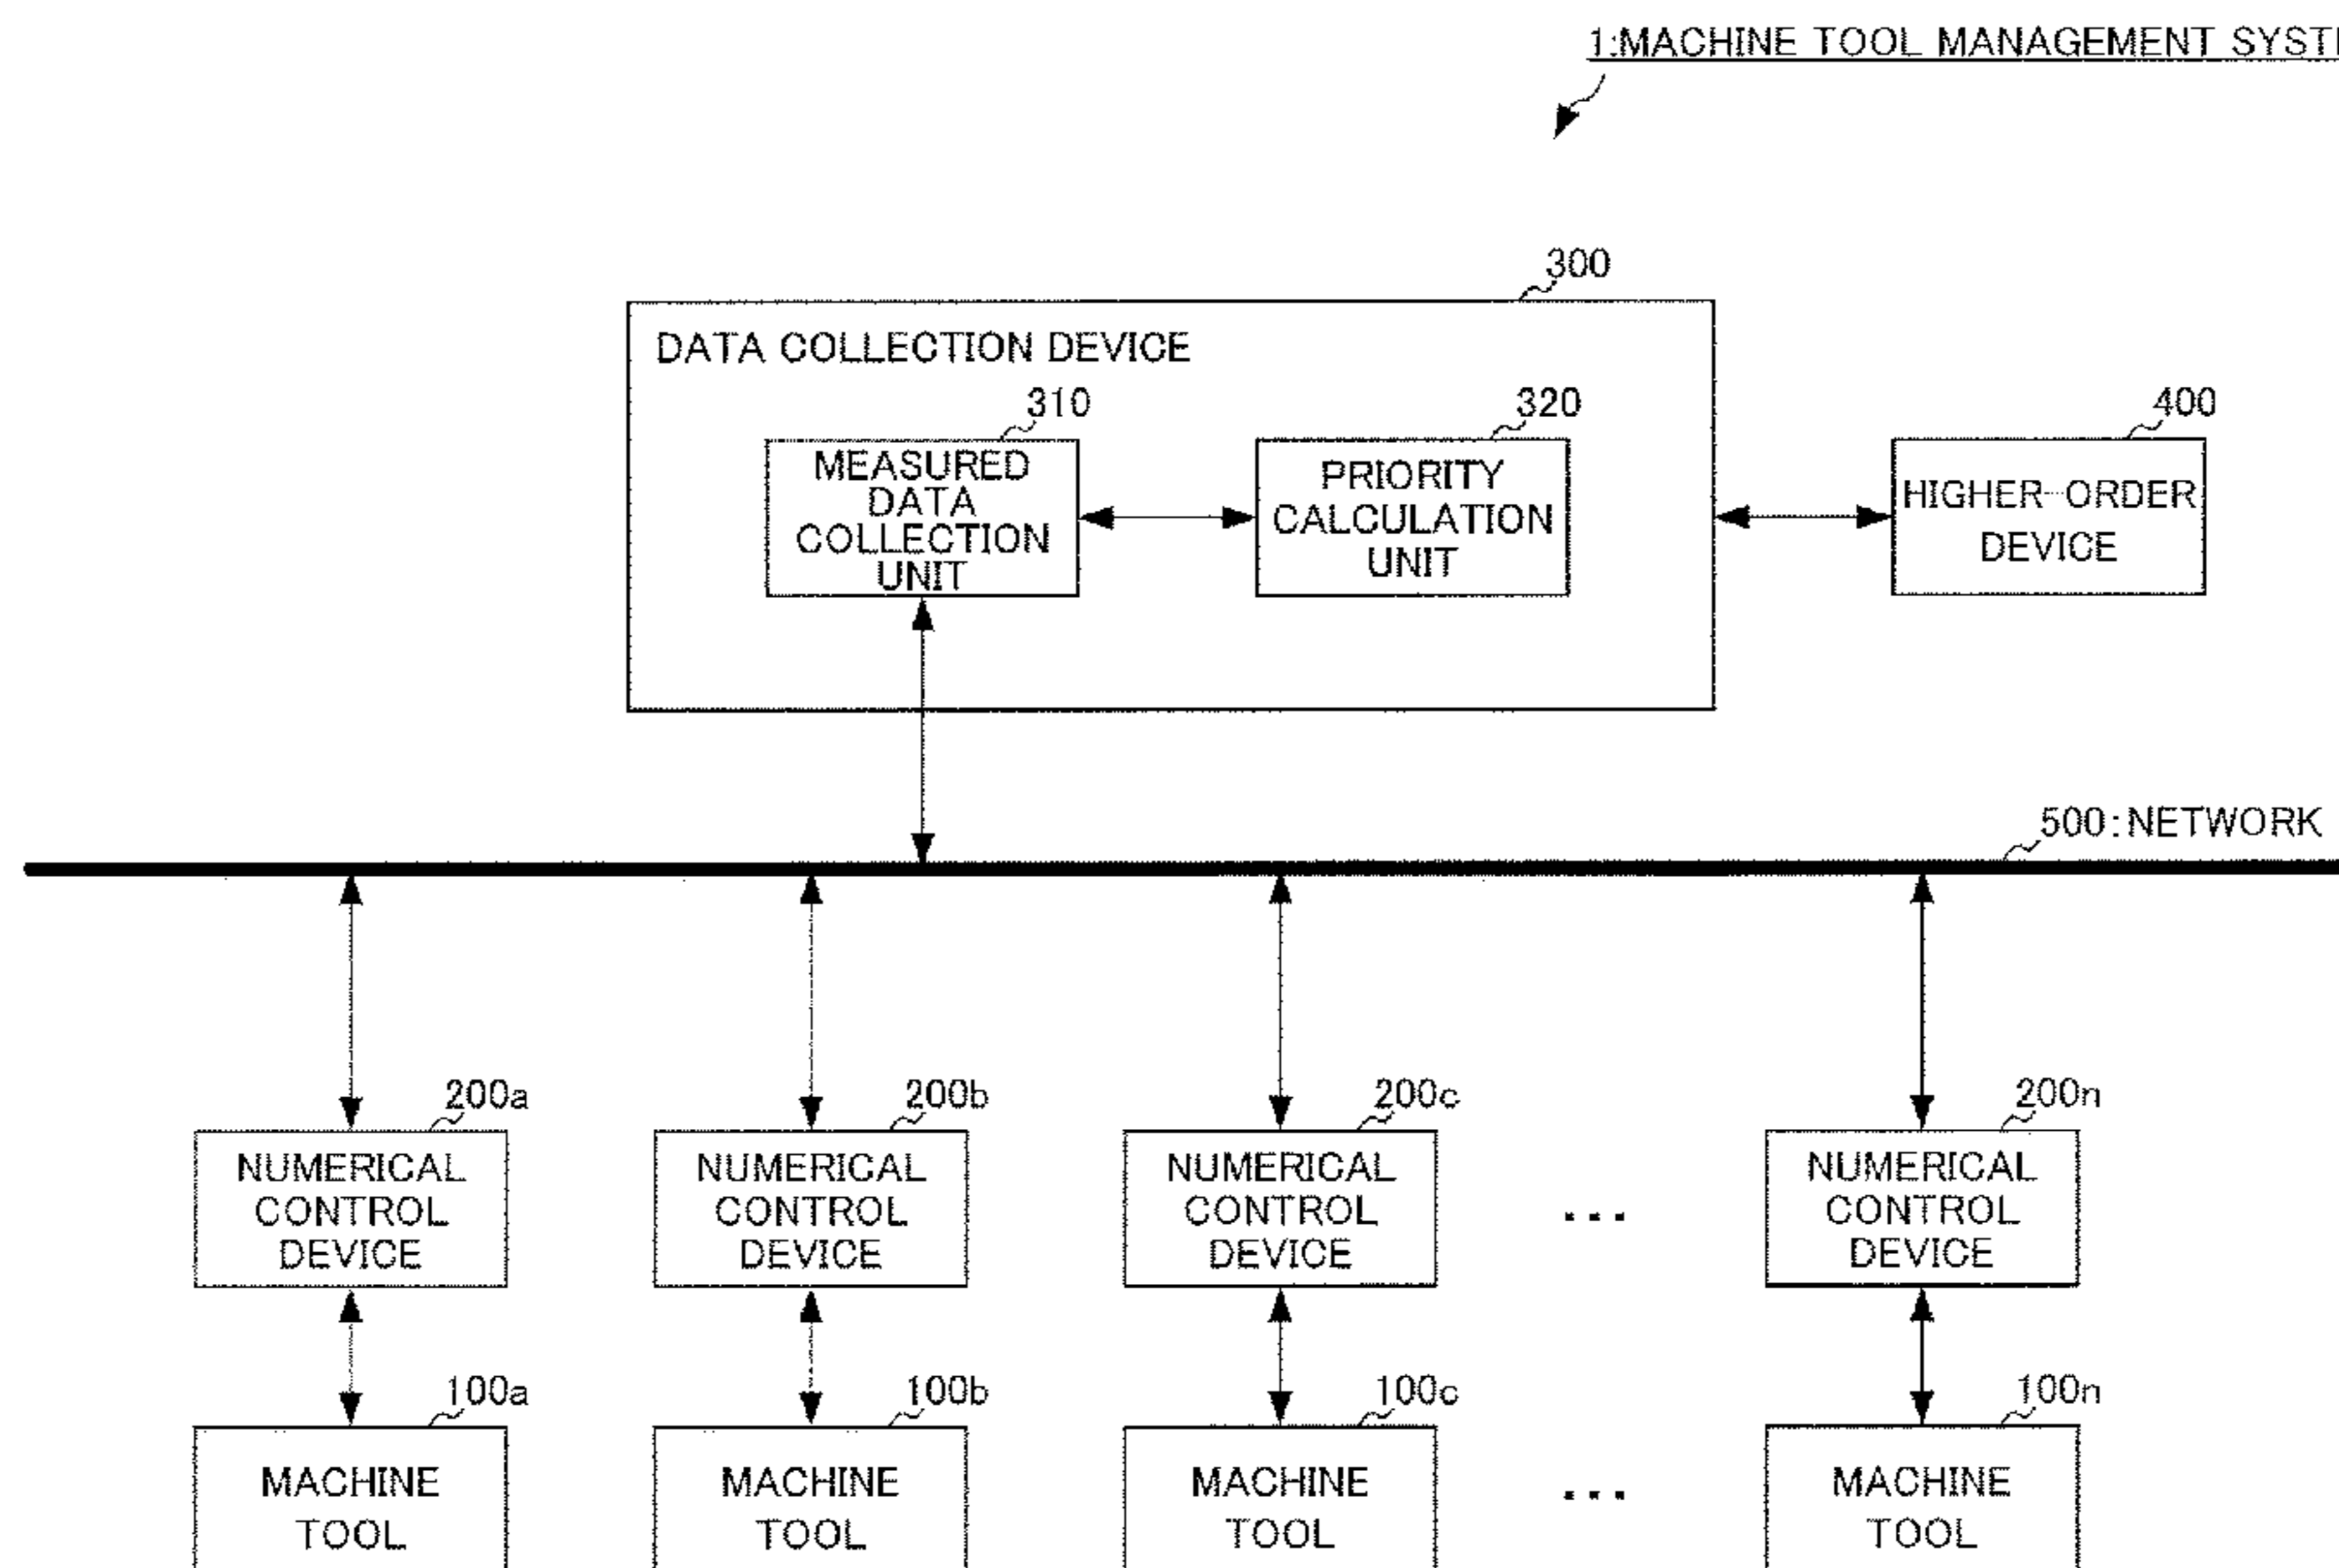 1:MACHINE TOOL MANAGEMENT
300
DATA COLLECTION DEVICE
310
320
400
MEASURED
DATA
COLLECTION
UNIT
PRIORITY
CALCULATION
UNIT
HIGHER-ORDER
DEVICE
500:NETWORK
200a
200b
200c
200n
NUMERICAL
CONTROL
DEVICE
NUMERICAL
CONTROL
DEVICE
NUMERICAL
CONTROL
DEVICE
...
NUMERICAL
CONTROL
DEVICE
100a
100b
100c
100n
MACHINE
TOOL
MACHINE
TOOL
MACHINE
TOOL
...
MACHINE
TOOL